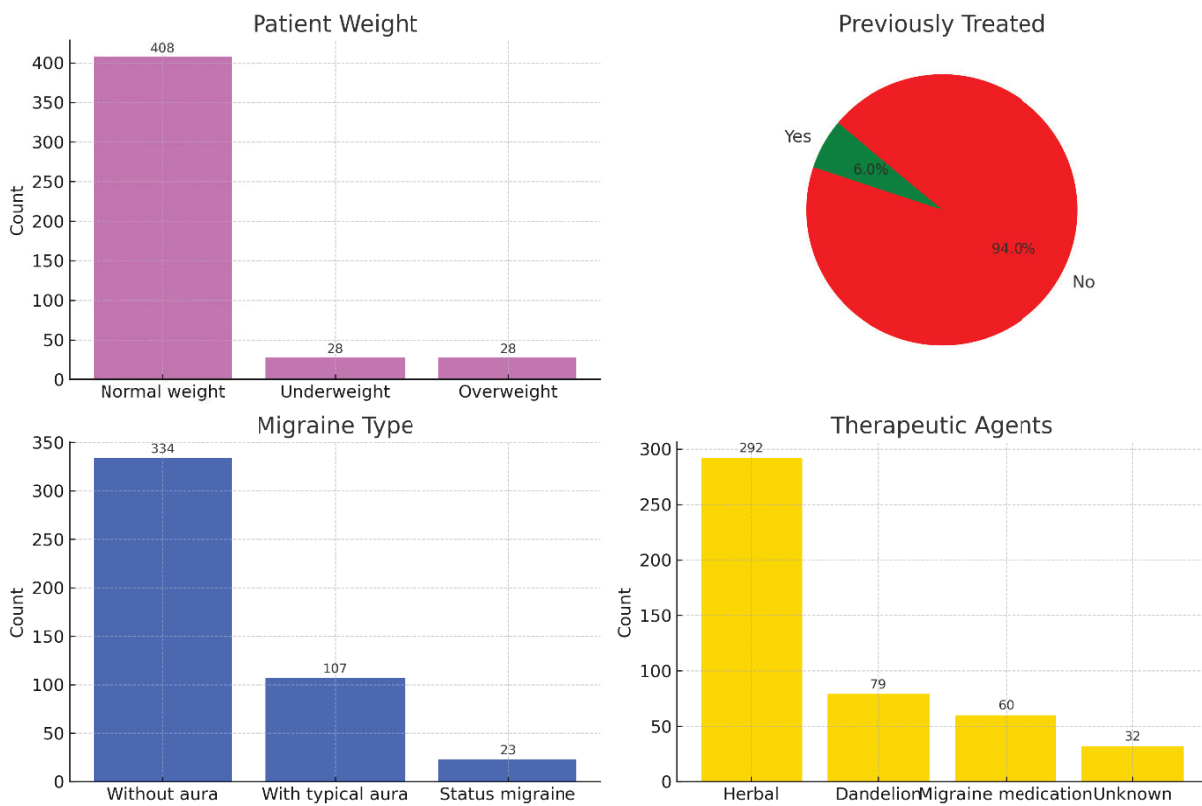 Patient Weight
408
400
350
300
250
200
150
100
50
0
Count
28
28
Normal weight
Underweight
Overweight
Previously Treated
Yes
6.0%
94.0%
No
Migraine Type
350
300
250
200
150
100
50
0
Count
334
107
23
Without aura
With typical aura
Status migraine
Therapeutic Agents
300
250
200
150
100
50
0
Count
292
79
60
32
Herbal
Dandelion
Migraine medication
Unknown